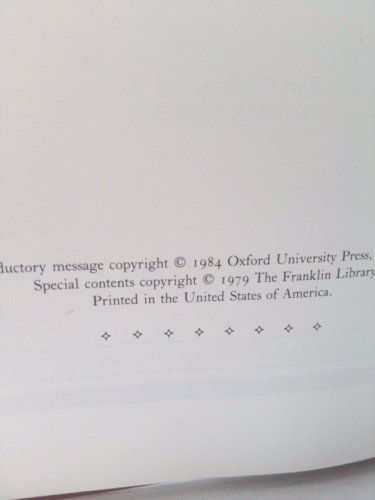 ductory message copyright © 1984 Oxford University Press,
Special contents copyright © 1979 The Franklin Library
Printed in the United States of America.